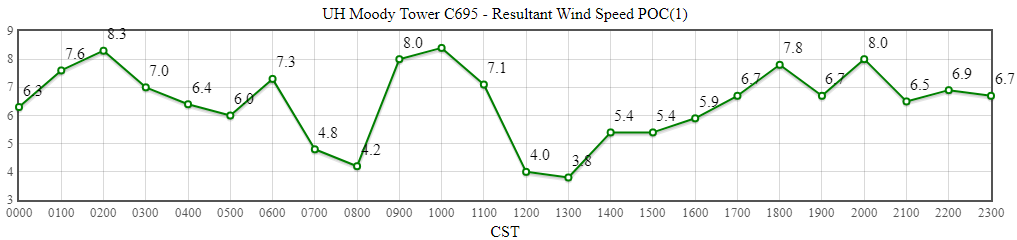 UH Moody Tower C695 - Resultant Wind Speed POC(1)
9
8
7
6
5
4
3
6.3 7.6 8.3 7.0 6.4 6.0 7.3 4.8 4.2 8.0 7.1 4.0 3.8 5.4 5.4 5.9 6.7 7.8 6.7 8.0 6.5 6.9 6.7
0000 0100 0200 0300 0400 0500 0600 0700 0800 0900 1000 1100 1200 1300 1400 1500 1600 1700 1800 1900 2000 2100 2200 2300
CST